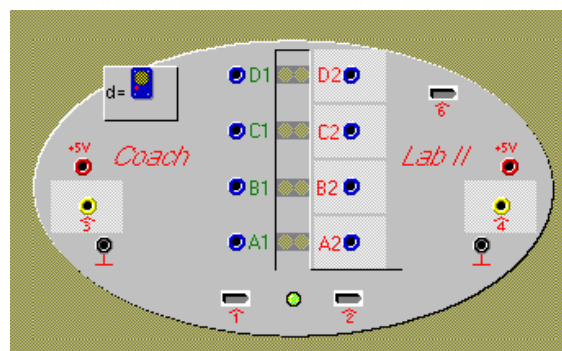 d=
D1 D2
6
C1 C2
+5V Coach Lab II +5V
B1 B2
3 4
A1 A2
1 2